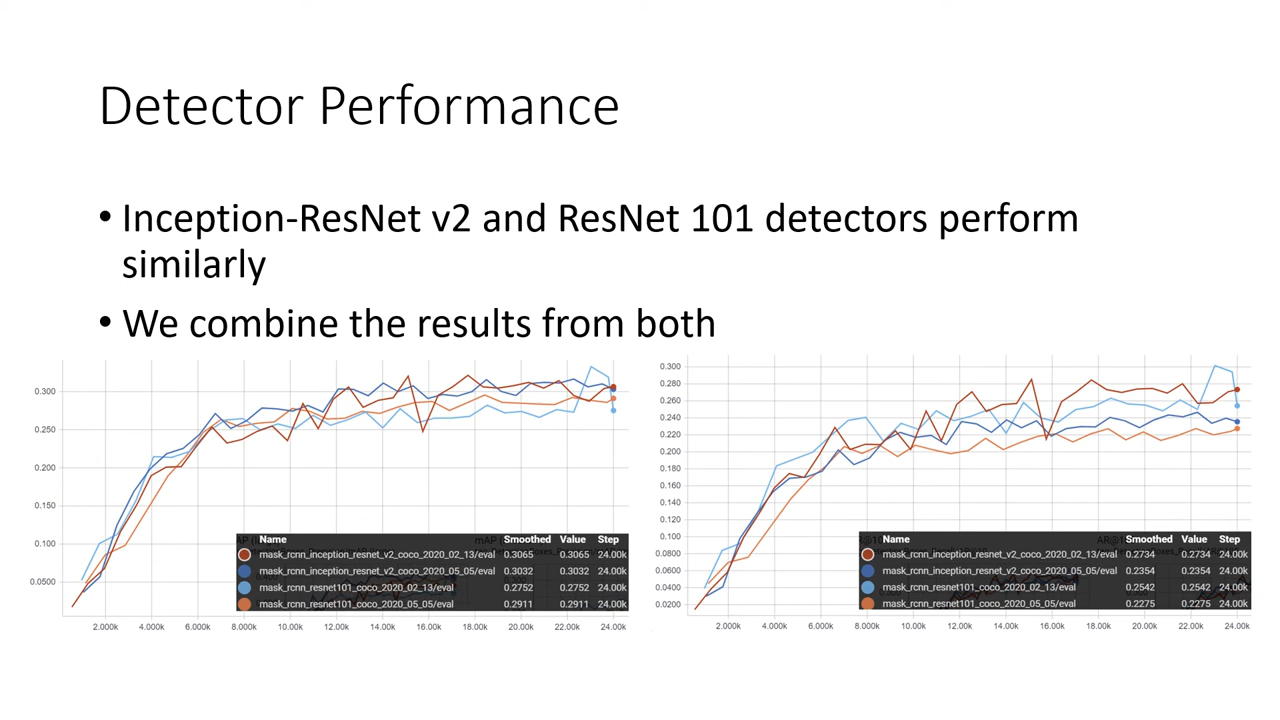 Detector Performance
• Inception-ResNet v2 and ResNet 101 detectors perform
similarly
• We combine the results from both
0.300
0.250
0.200
0.150
0.100
0.0500
2.000k 4.000k 6.000k 8.000k 10.00k 12.00k 14.00k 16.00k 18.00k 20.00k 22.00k 24.00k
Name Smoothed Value Step
mask_rcnn_inception_resnet_v2_coco_2020_02_13/eval 0.3065 0.3065 24.00k
mask_rcnn_inception_resnet_v2_coco_2020_05_05/eval 0.3032 0.3032 24.00k
mask_rcnn_resnet101_coco_2020_02_13/eval 0.2752 0.2752 24.00k
mask_rcnn_resnet101_coco_2020_05_05/eval 0.2911 0.2911 24.00k
0.300
0.280
0.260
0.240
0.220
0.200
0.180
0.160
0.140
0.120
0.100
0.0800
0.0600
0.0400
0.0200
2.000k 4.000k 6.000k 8.000k 10.00k 12.00k 14.00k 16.00k 18.00k 20.00k 22.00k 24.00k
Name Smoothed Value Step
mask_rcnn_inception_resnet_v2_coco_2020_02_13/eval 0.2734 0.2734 24.00k
mask_rcnn_inception_resnet_v2_coco_2020_05_05/eval 0.2354 0.2354 24.00k
mask_rcnn_resnet101_coco_2020_02_13/eval 0.2542 0.2542 24.00k
mask_rcnn_resnet101_coco_2020_05_05/eval 0.2275 0.2275 24.00k